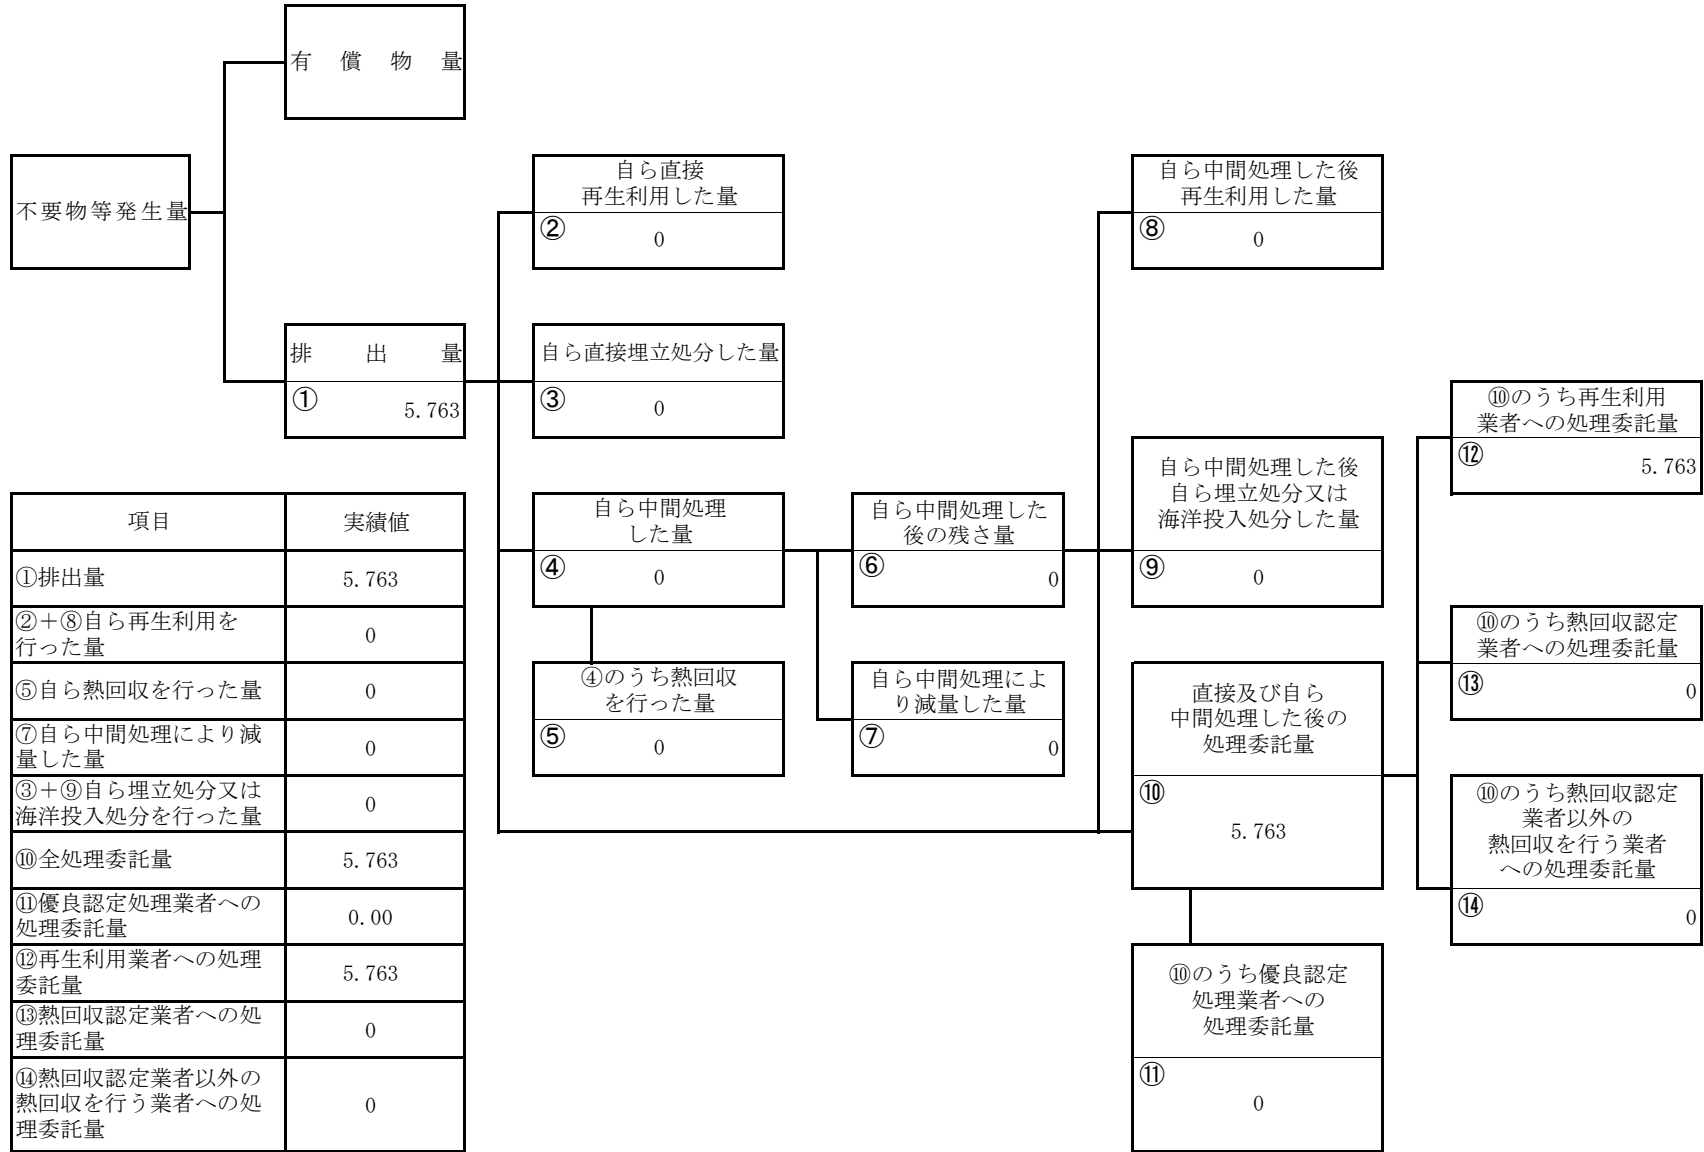 有償物量
不要物等発生量
自ら直接
再生利用した量
②
0
自ら中間処理した後
再生利用した量
⑧
0
排出量
①
5.763
自ら直接埋立処分した量
③
0
⑩のうち再生利用
業者への処理委託量
⑫
5.763
自ら中間処理した後
自ら埋立処分又は
海洋投入処分した量
⑨
0
自ら中間処理
した量
④
0
自ら中間処理した
後の残さ量
⑥
0
⑩のうち熱回収認定
業者への処理委託量
⑬
0
④のうち熱回収
を行った量
⑤
0
自ら中間処理によ
り減量した量
⑦
0
直接及び自ら
中間処理した後の
処理委託量
⑩
5.763
⑩のうち熱回収認定
業者以外の
熱回収を行う業者
への処理委託量
⑭
0
⑩のうち優良認定
処理業者への
処理委託量
⑪
0
項目 実績値
①排出量 5.763
②＋⑧自ら再生利用を
行った量 0
⑤自ら熱回収を行った量 0
⑦自ら中間処理により減
量した量 0
③＋⑨自ら埋立処分又は
海洋投入処分を行った量 0
⑩全処理委託量 5.763
⑪優良認定処理業者への
処理委託量 0.00
⑫再生利用業者への処理
委託量 5.763
⑬熱回収認定業者への処
理委託量 0
⑭熱回収認定業者以外の
熱回収を行う業者への処
理委託量 0